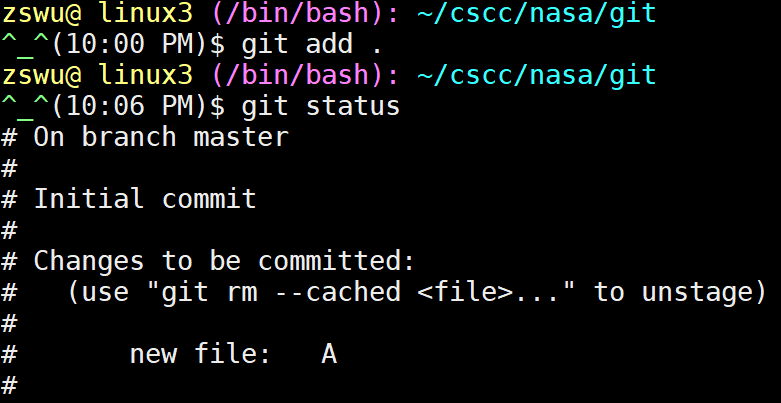 zswu@ linux3 (/bin/bash): ~/cscc/nasa/git
^_^(10:00 PM)$ git add .
zswu@ linux3 (/bin/bash): ~/cscc/nasa/git
^_^(10:06 PM)$ git status
# On branch master
#
# Initial commit
#
# Changes to be committed:
#   (use "git rm --cached <file>..." to unstage)
#
#       new file:   A
#